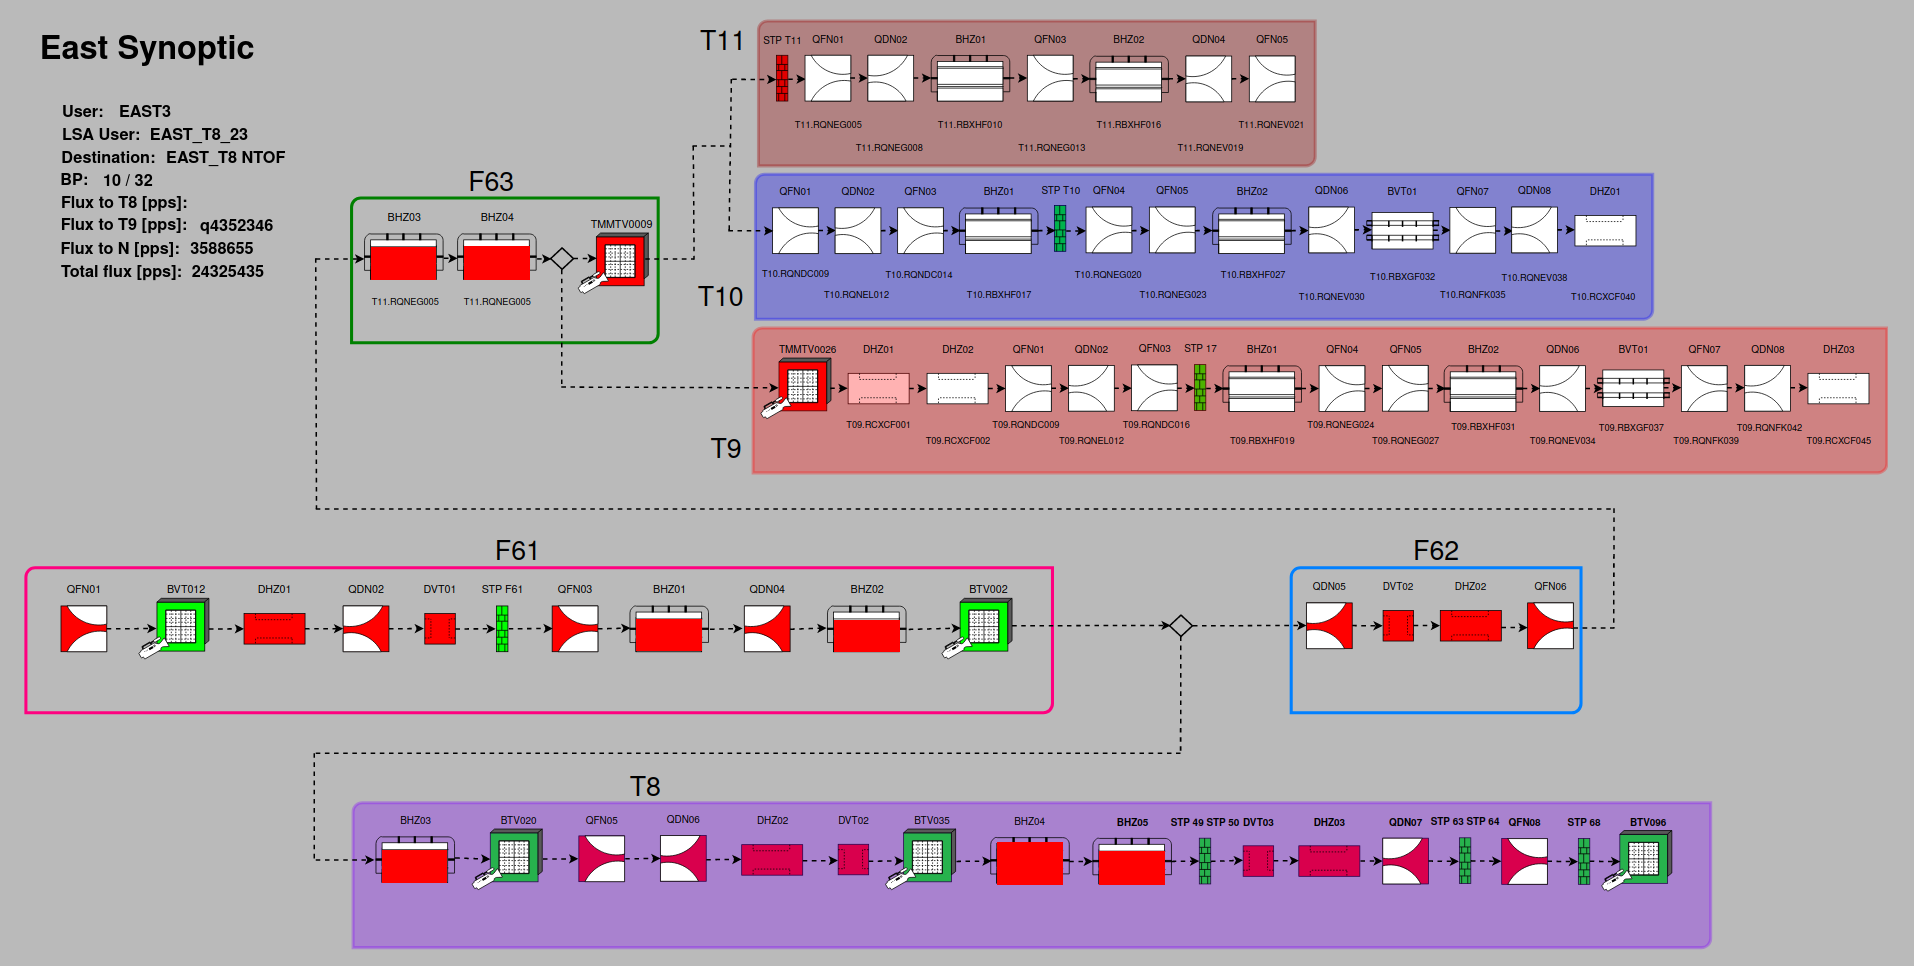 East Synoptic
User: EAST3
LSA User: EAST_T8_23
Destination: EAST_T8 NTOF
BP: 10 / 32
Flux to T8 [pps]:
Flux to T9 [pps]: q4352346
Flux to N [pps]: 3588655
Total flux [pps]: 24325435
T11
STP T11 QFN01 QDN02 BHZ01 QFN03 BHZ02 QDN04 QFN05
T11.RQNEG005 T11.RBXHF010 T11.RBXHF016 T11.RQNEV021
T11.RQNEG008 T11.RQNEG013 T11.RQNEV019
F63
BHZ03 BHZ04 TMMTV0009
T11.RQNEG005 T11.RQNEG005
T10
QFN01 QDN02 QFN03 BHZ01 STP T10 QFN04 QFN05 BHZ02 QDN06 BVT01 QFN07 QDN08 DHZ01
T10.RQNDC009 T10.RQNDC014 T10.RQNEG020 T10.RBXHF027 T10.RBXGF032 T10.RQNEV038
T10.RQNEL012 T10.RBXHF017 T10.RQNEG023 T10.RQNEV030 T10.RQNFK035 T10.RCXCF040
T9
TMMTV0026 DHZ01 DHZ02 QFN01 QDN02 QFN03 STP 17 BHZ01 QFN04 QFN05 BHZ02 QDN06 BVT01 QFN07 QDN08 DHZ03
T09.RCXCF001 T09.RQNDC009 T09.RQNDC016 T09.RQNEG024 T09.RBXHF031 T09.RBXGF037 T09.RQNFK042
T09.RCXCF002 T09.RQNEL012 T09.RBXHF019 T09.RQNEG027 T09.RQNEV034 T09.RQNFK039 T09.RCXCF045
F61
QFN01 BVT012 DHZ01 QDN02 DVT01 STP F61 QFN03 BHZ01 QDN04 BHZ02 BTV002
F62
QDN05 DVT02 DHZ02 QFN06
T8
BHZ03 BTV020 QFN05 QDN06 DHZ02 DVT02 BTV035 BHZ04 BHZ05 STP 49 STP 50 DVT03 DHZ03 QDN07 STP 63 STP 64 QFN08 STP 68 BTV096